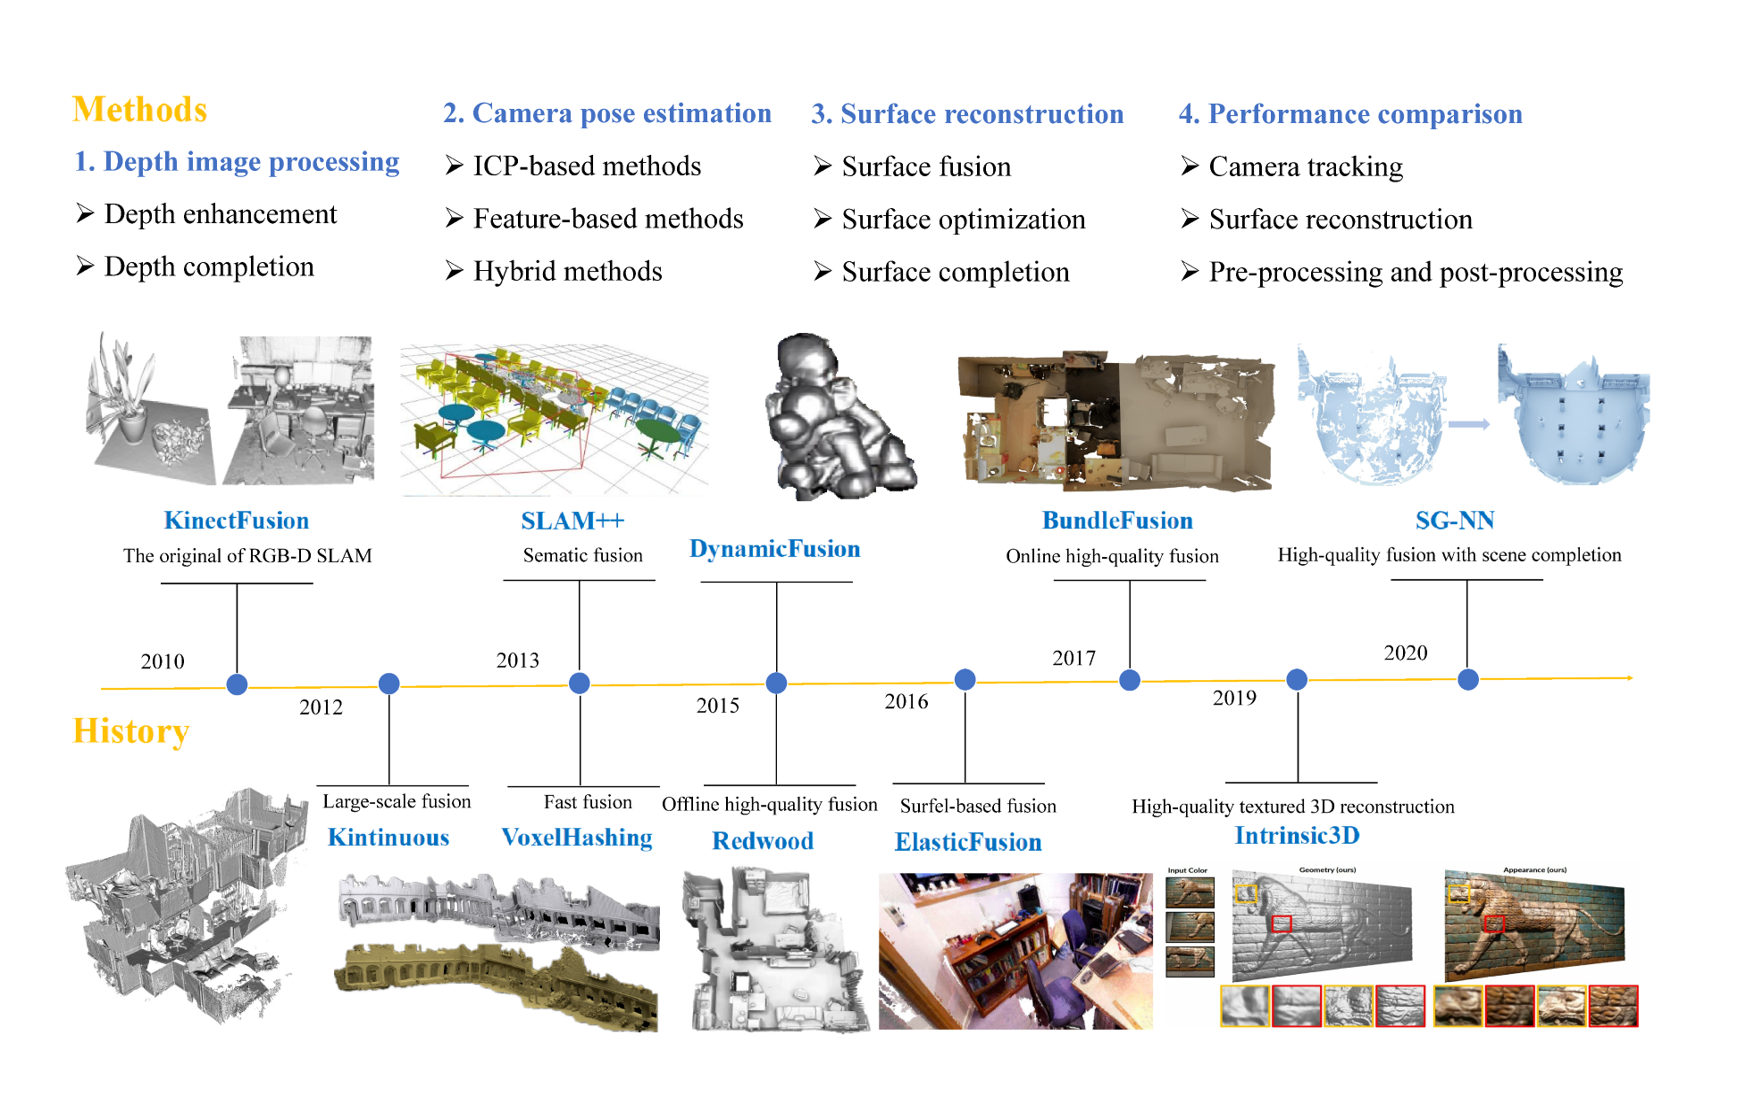 Methods
1. Depth image processing
➢ Depth enhancement
➢ Depth completion
2. Camera pose estimation
➢ ICP-based methods
➢ Feature-based methods
➢ Hybrid methods
3. Surface reconstruction
➢ Surface fusion
➢ Surface optimization
➢ Surface completion
4. Performance comparison
➢ Camera tracking
➢ Surface reconstruction
➢ Pre-processing and post-processing
KinectFusion
The original of RGB-D SLAM
SLAM++
Sematic fusion
DynamicFusion
BundleFusion
Online high-quality fusion
SG-NN
High-quality fusion with scene completion
2010
2012
2013
2015
2016
2017
2019
2020
History
Large-scale fusion
Kintinuous
Fast fusion
VoxelHashing
Offline high-quality fusion
Redwood
Surfel-based fusion
ElasticFusion
High-quality textured 3D reconstruction
Intrinsic3D
Input Color
Geometry (ours)
Appearance (ours)